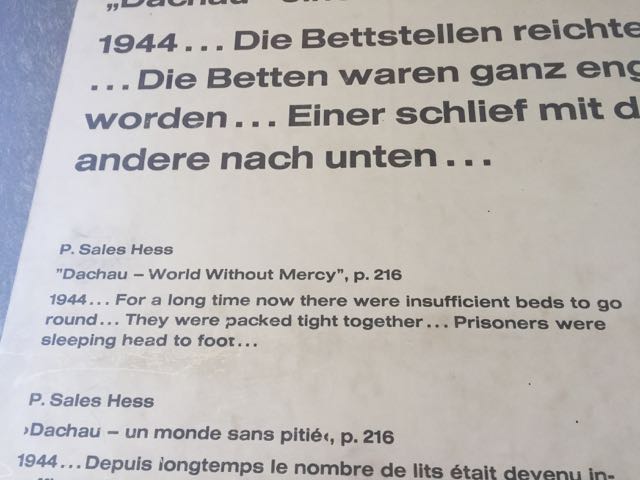 „Dachau –
1944... Die Bettstellen reichte
...Die Betten waren ganz eng
worden... Einer schlief mit d
andere nach unten...
P. Sales Hess
"Dachau – World Without Mercy", p. 216
1944... For a long time now there were insufficient beds to go
round... They were packed tight together... Prisoners were
sleeping head to foot...
P. Sales Hess
›Dachau – un monde sans pitié‹, p. 216
1944...Depuis longtemps le nombre de lits était devenu in-